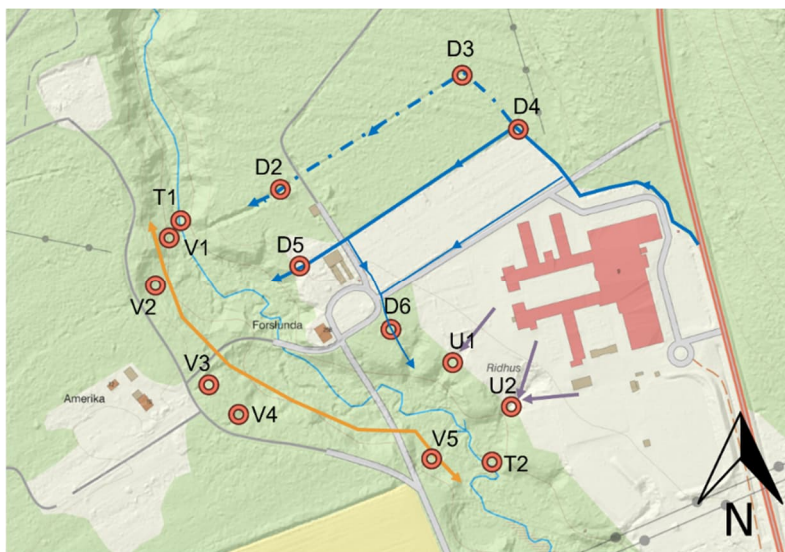 D3
D4
D2
T1
V1
D5
V2
Forslunda
D6
U1
Ridhus
V3
Amerika
U2
V4
V5
T2
N